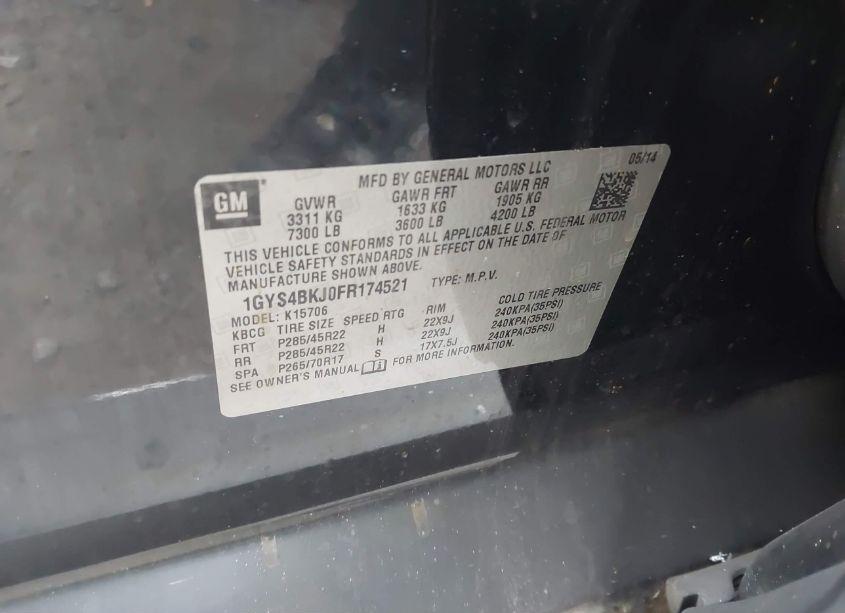 GM
MFD BY GENERAL MOTORS LLC 05/14
GVWR GAWR FRT GAWR RR
3311 KG 1633 KG 1905 KG
7300 LB 3600 LB 4200 LB
THIS VEHICLE CONFORMS TO ALL APPLICABLE U.S. FEDERAL MOTOR
VEHICLE SAFETY STANDARDS IN EFFECT ON THE DATE OF
MANUFACTURE SHOWN ABOVE.
1GYS4BKJ0FR174521 TYPE: M.P.V.
MODEL: K15706
KBCG TIRE SIZE SPEED RTG RIM COLD TIRE PRESSURE
FRT P285/45R22 H 22X9J 240KPA(35PSI)
RR P285/45R22 H 22X9J 240KPA(35PSI)
SPA P265/70R17 S 17X7.5J 240KPA(35PSI)
SEE OWNER'S MANUAL FOR MORE INFORMATION.